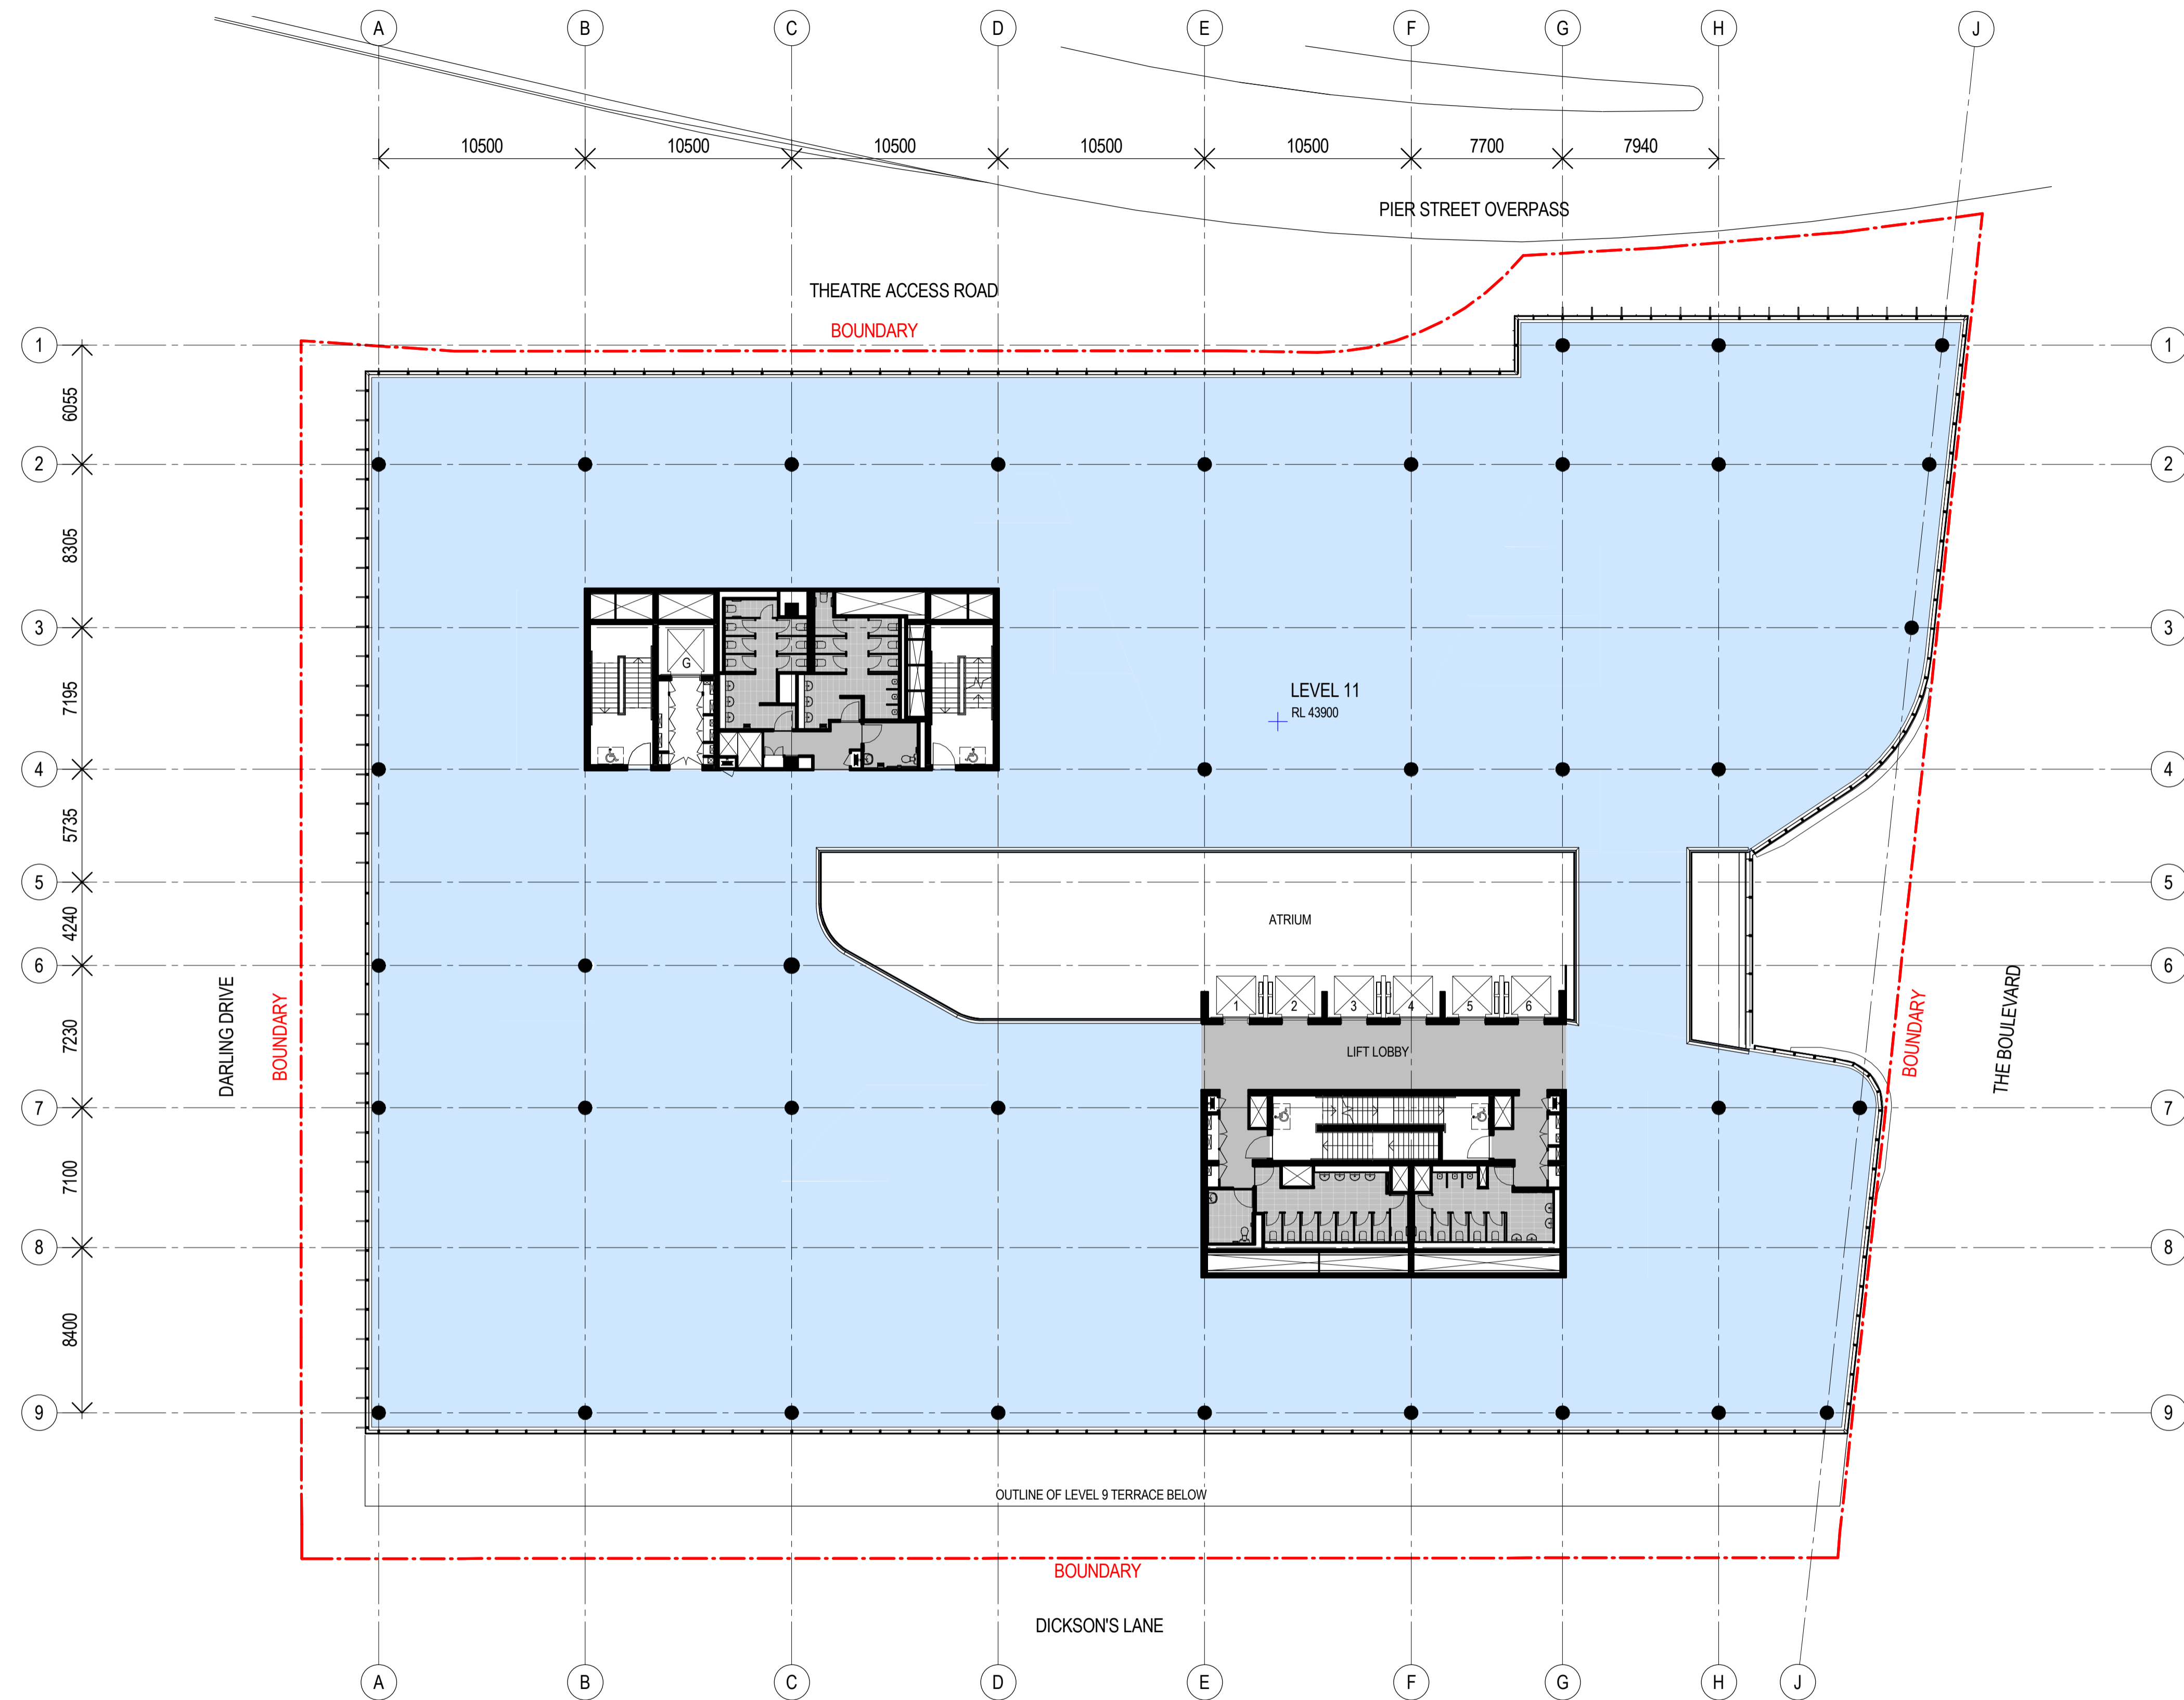 A B C D E F G H J
10500 10500 10500 10500 10500 7700 7940
PIER STREET OVERPASS
THEATRE ACCESS ROAD
BOUNDARY
1 1
6055
2 2
8305
3 3
G
7195
LEVEL 11
RL 43900
4 4
5735
5 5
4240
ATRIUM
6 6
1 2 3 4 5 6
DARLING DRIVE
BOUNDARY
7230
LIFT LOBBY
BOUNDARY
THE BOULEVARD
7 7
7100
8 8
8400
9 9
OUTLINE OF LEVEL 9 TERRACE BELOW
BOUNDARY
DICKSON'S LANE
A B C D E F G H J